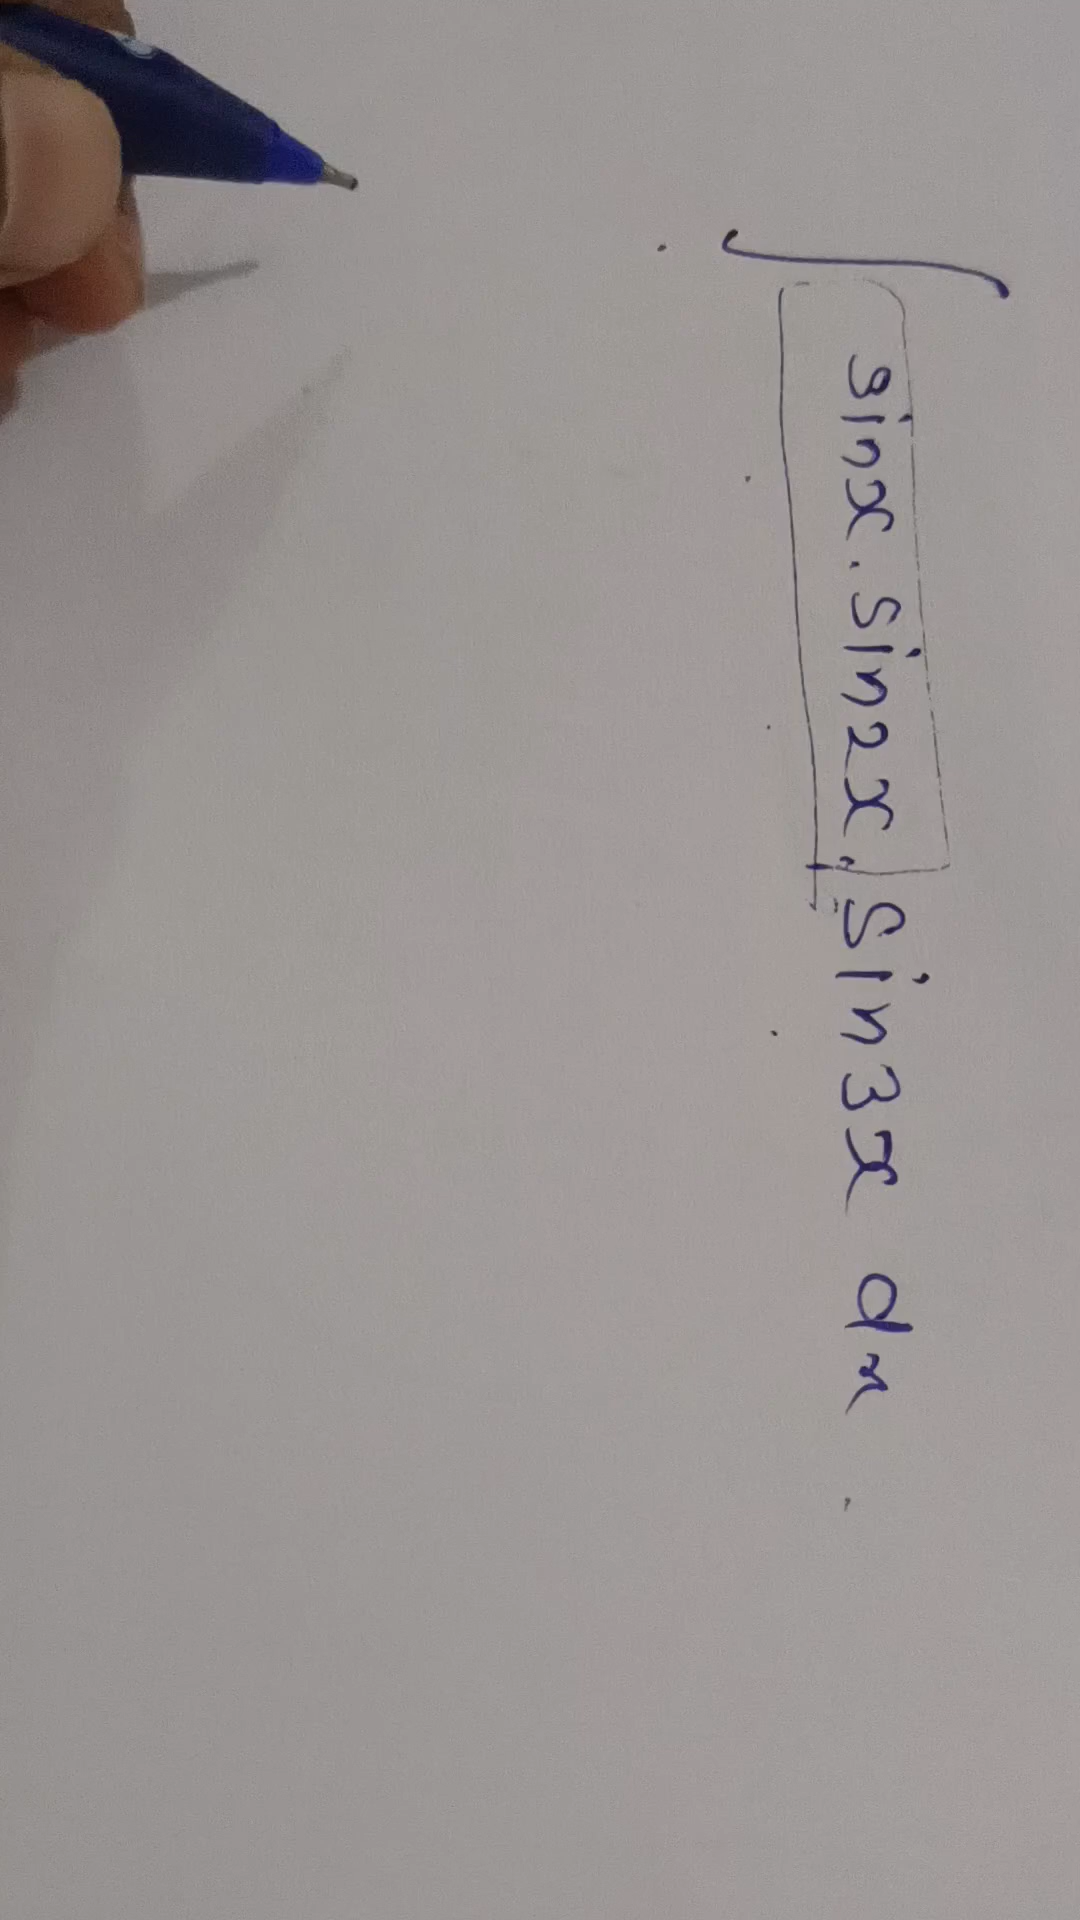 ∫ sinx . sin2x . sin3x dx